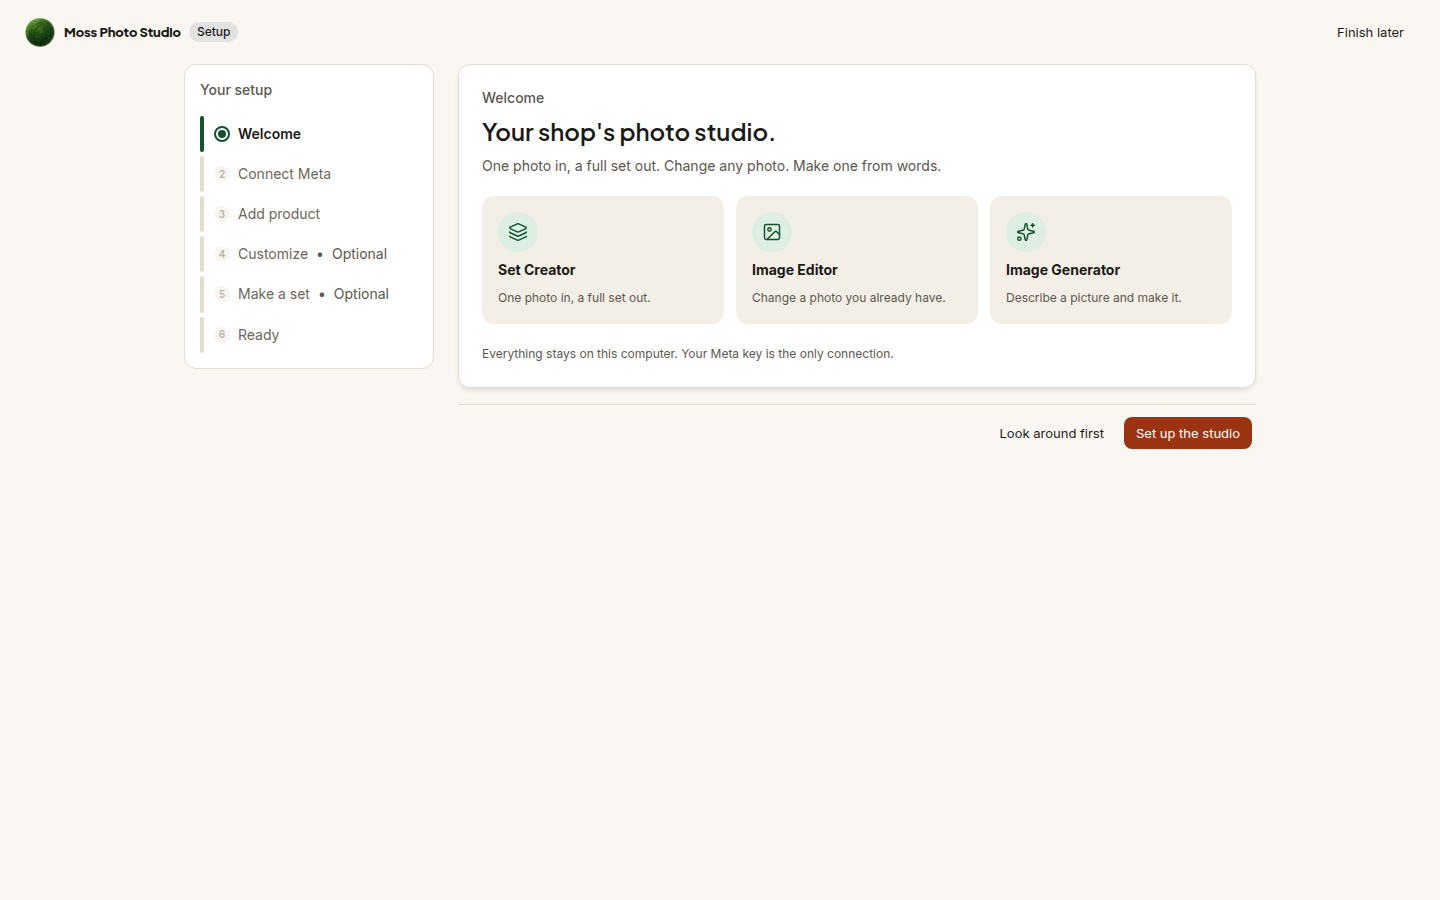 Moss Photo Studio
Setup
Finish later
Your setup
Welcome
2 Connect Meta
3 Add product
4 Customize • Optional
5 Make a set • Optional
6 Ready
Welcome
Your shop's photo studio.
One photo in, a full set out. Change any photo. Make one from words.
Set Creator
One photo in, a full set out.
Image Editor
Change a photo you already have.
Image Generator
Describe a picture and make it.
Everything stays on this computer. Your Meta key is the only connection.
Look around first
Set up the studio